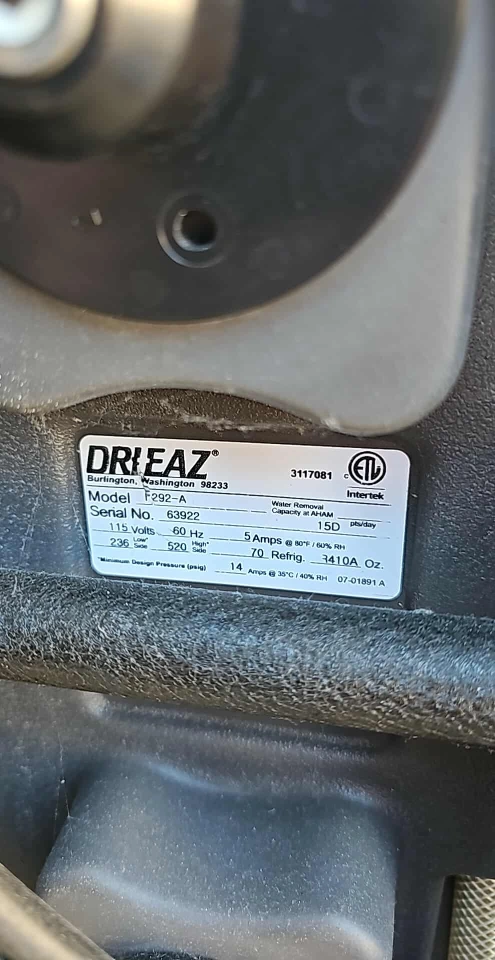 DRI-EAZ®
3117081
c ETL
Intertek
Burlington, Washington 98233
Model F292-A
Water Removal
Capacity at AHAM 15D pts/day
Serial No. 63922
115 Volts 60 Hz 5 Amps @ 80°F / 60% RH
236 Low* Side 520 High* Side 70 Refrig. R410A Oz.
*Minimum Design Pressure (psig) 14 Amps @ 35°C / 40% RH 07-01891 A